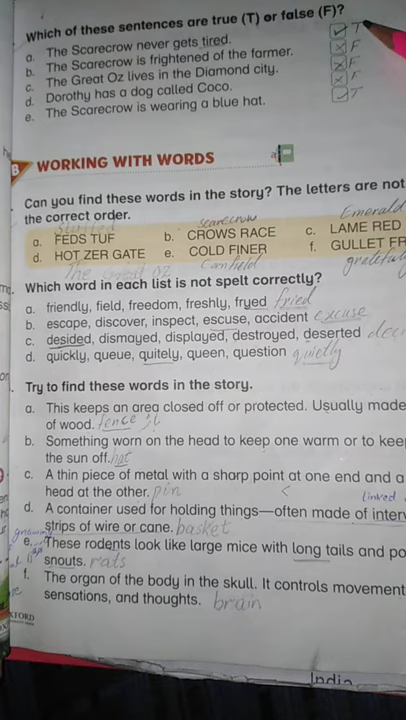 Which of these sentences are true (T) or false (F)?
a. The Scarecrow never gets tired. T
b. The Scarecrow is frightened of the farmer. F
c. The Great Oz lives in the Diamond city. F
d. Dorothy has a dog called Coco. F
e. The Scarecrow is wearing a blue hat. T
B WORKING WITH WORDS
Can you find these words in the story? The letters are not
the correct order.
stuffed scarecrow Emerald
a. FEDS TUF b. CROWS RACE c. LAME RED
d. HOT ZER GATE e. COLD FINER f. GULLET FR
The Great Oz Cornfield grateful
Which word in each list is not spelt correctly?
a. friendly, field, freedom, freshly, fryed fried
b. escape, discover, inspect, escuse, accident excuse
c. desided, dismayed, displayed, destroyed, deserted
d. quickly, queue, quitely, queen, question quietly
Try to find these words in the story.
a. This keeps an area closed off or protected. Usually made
of wood. fence
b. Something worn on the head to keep one warm or to kee
the sun off. hat
c. A thin piece of metal with a sharp point at one end and a
head at the other. pin
linked
d. A container used for holding things—often made of inter
strips of wire or cane. basket
gnawing
e. These rodents look like large mice with long tails and po
snouts. rats
f. The organ of the body in the skull. It controls movement
sensations, and thoughts. brain
XFORD
India